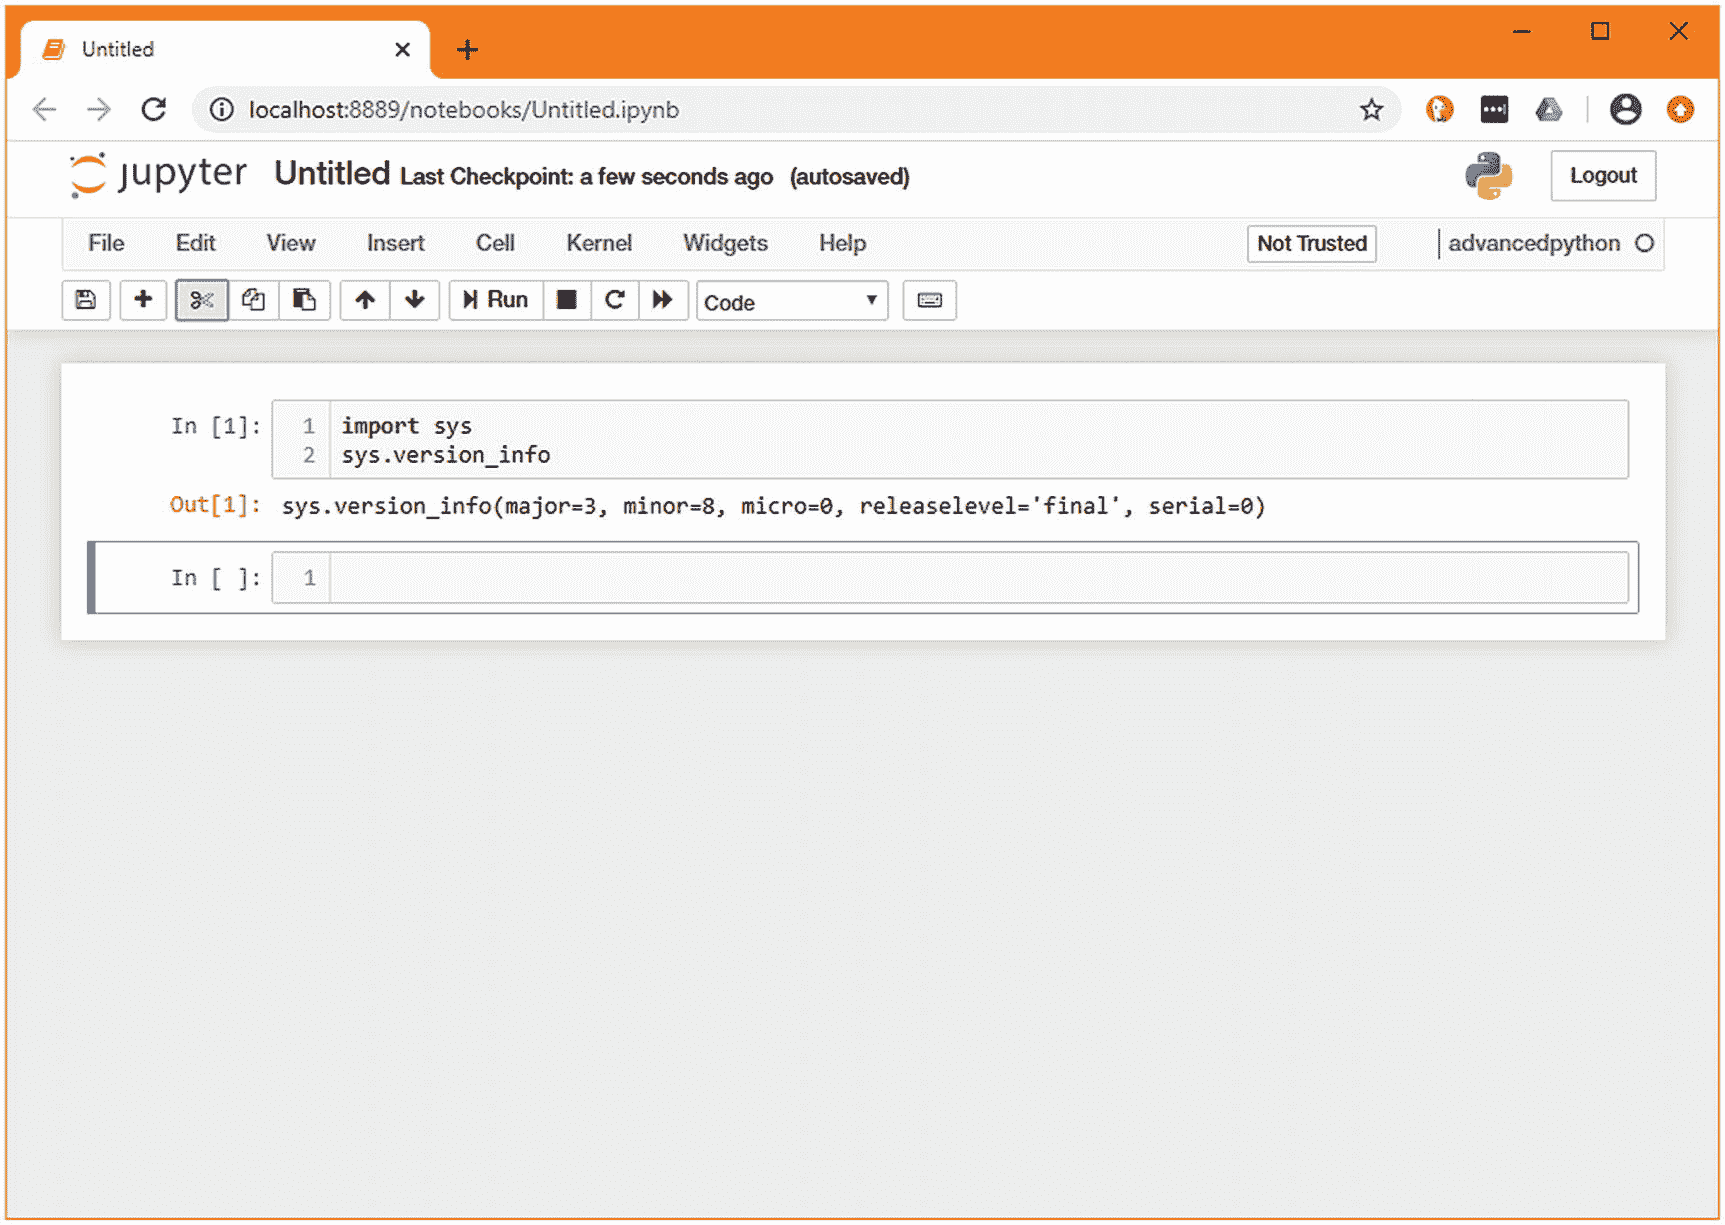 Untitled
localhost:8889/notebooks/Untitled.ipynb
jupyter Untitled Last Checkpoint: a few seconds ago (autosaved) Logout
File Edit View Insert Cell Kernel Widgets Help Not Trusted advancedpython
Run Code
In [1]: 1 import sys
2 sys.version_info
Out[1]: sys.version_info(major=3, minor=8, micro=0, releaselevel='final', serial=0)
In [ ]: 1